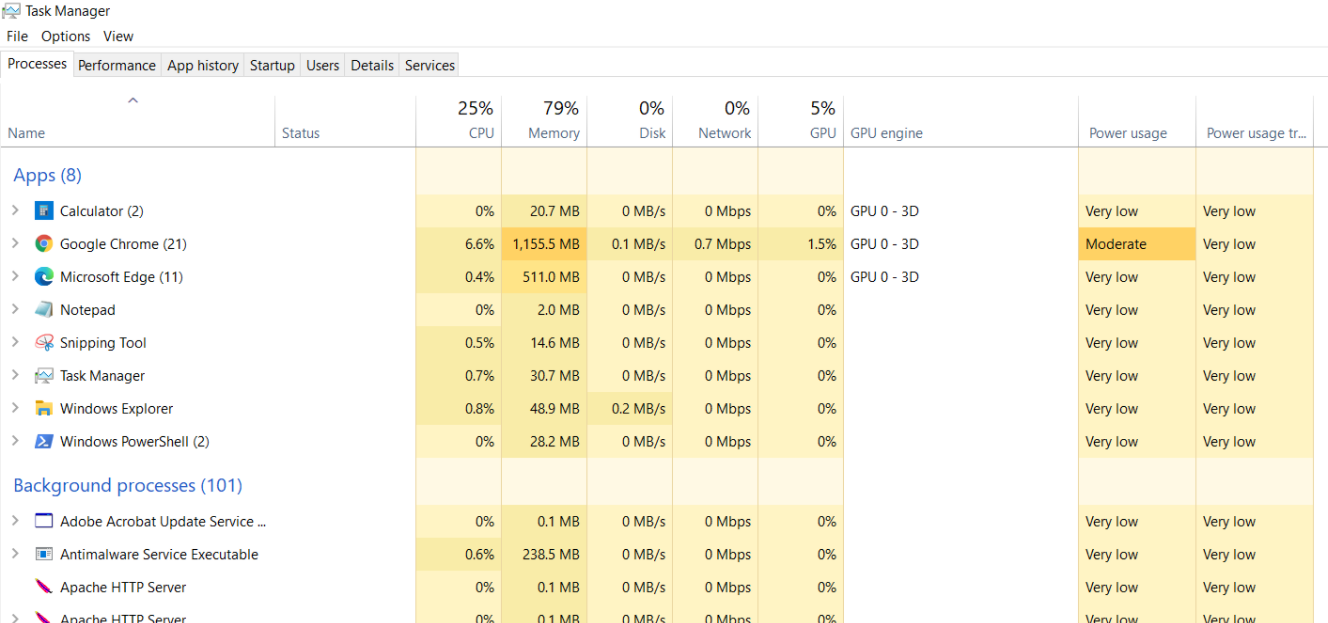 Task Manager
File Options View
Processes Performance App history Startup Users Details Services
25% 79% 0% 0% 5%
Name Status CPU Memory Disk Network GPU GPU engine Power usage Power usage tr...
Apps (8)
Calculator (2) 0% 20.7 MB 0 MB/s 0 Mbps 0% GPU 0 - 3D Very low Very low
Google Chrome (21) 6.6% 1,155.5 MB 0.1 MB/s 0.7 Mbps 1.5% GPU 0 - 3D Moderate Very low
Microsoft Edge (11) 0.4% 511.0 MB 0 MB/s 0 Mbps 0% GPU 0 - 3D Very low Very low
Notepad 0% 2.0 MB 0 MB/s 0 Mbps 0% Very low Very low
Snipping Tool 0.5% 14.6 MB 0 MB/s 0 Mbps 0% Very low Very low
Task Manager 0.7% 30.7 MB 0 MB/s 0 Mbps 0% Very low Very low
Windows Explorer 0.8% 48.9 MB 0.2 MB/s 0 Mbps 0% Very low Very low
Windows PowerShell (2) 0% 28.2 MB 0 MB/s 0 Mbps 0% Very low Very low
Background processes (101)
Adobe Acrobat Update Service ... 0% 0.1 MB 0 MB/s 0 Mbps 0% Very low Very low
Antimalware Service Executable 0.6% 238.5 MB 0 MB/s 0 Mbps 0% Very low Very low
Apache HTTP Server 0% 0.1 MB 0 MB/s 0 Mbps 0% Very low Very low
Apache HTTP Server 0% 0.1 MB 0 MB/s 0 Mbps 0% Very low Very low